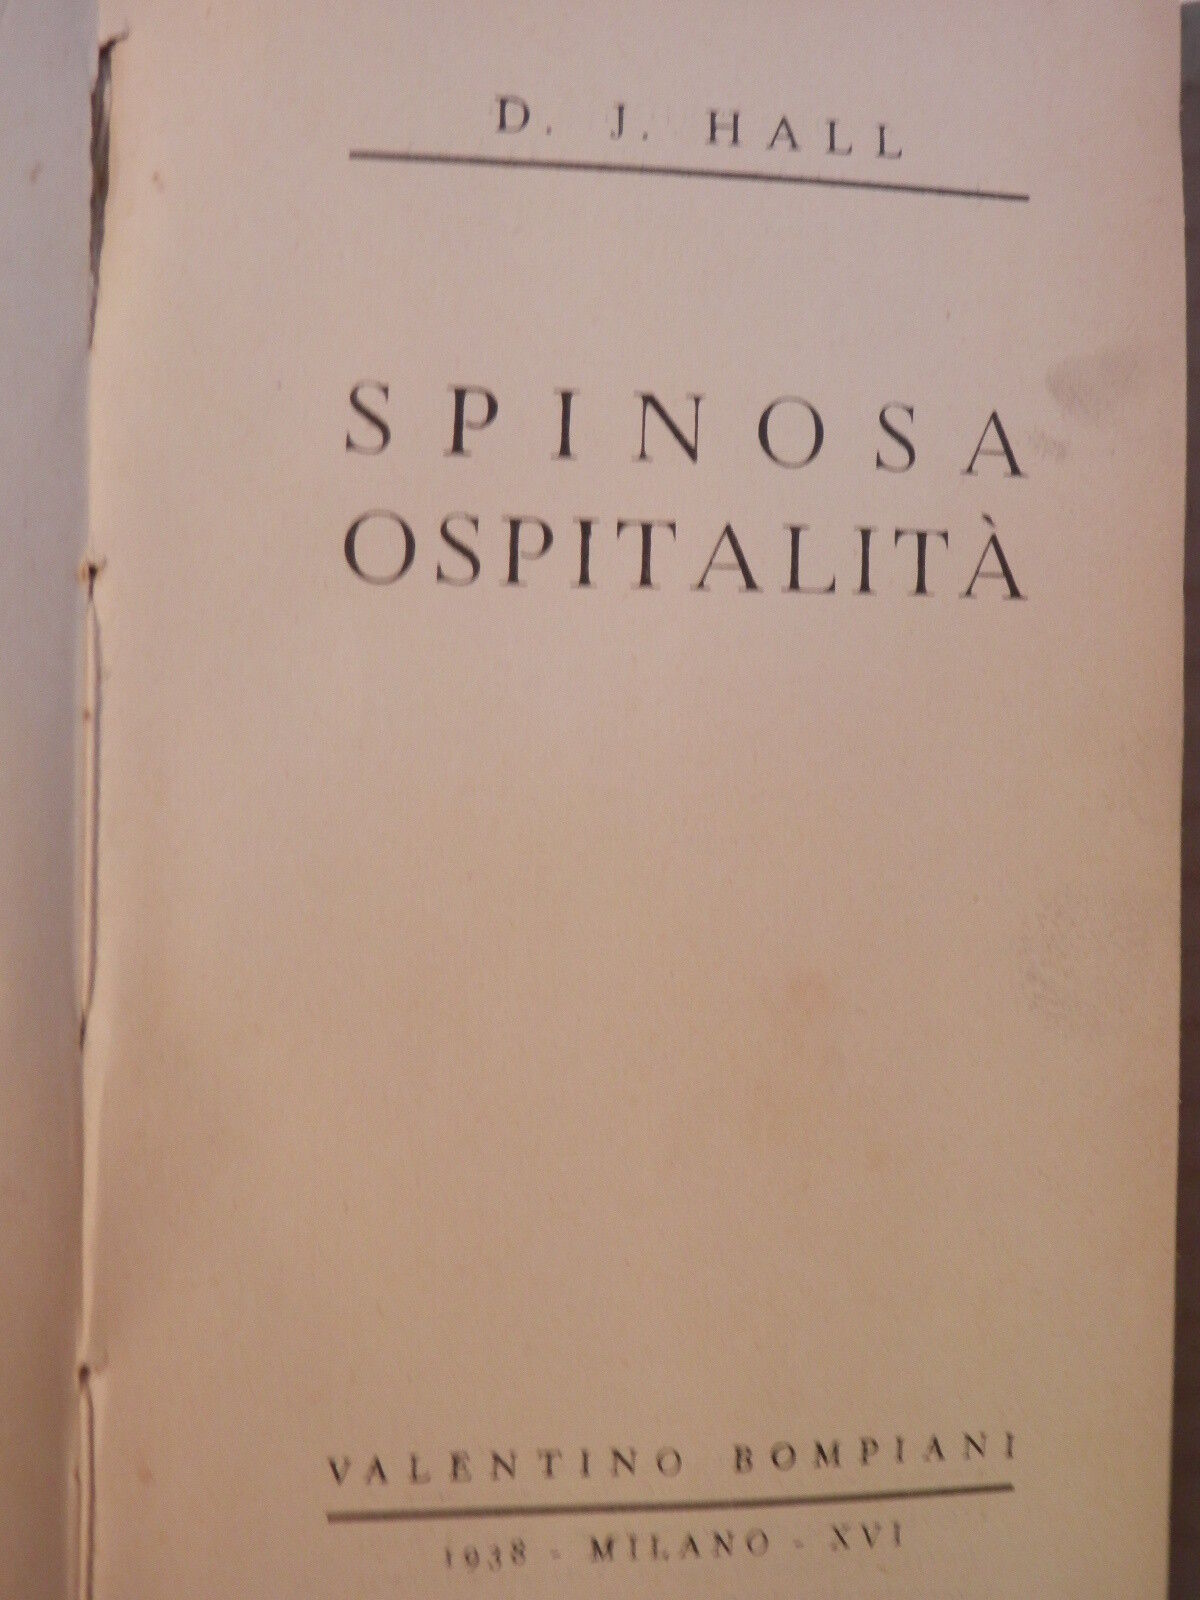 D. J. HALL
SPINOSA
OSPITALITÀ
VALENTINO BOMPIANI
1938 - MILANO - XVI